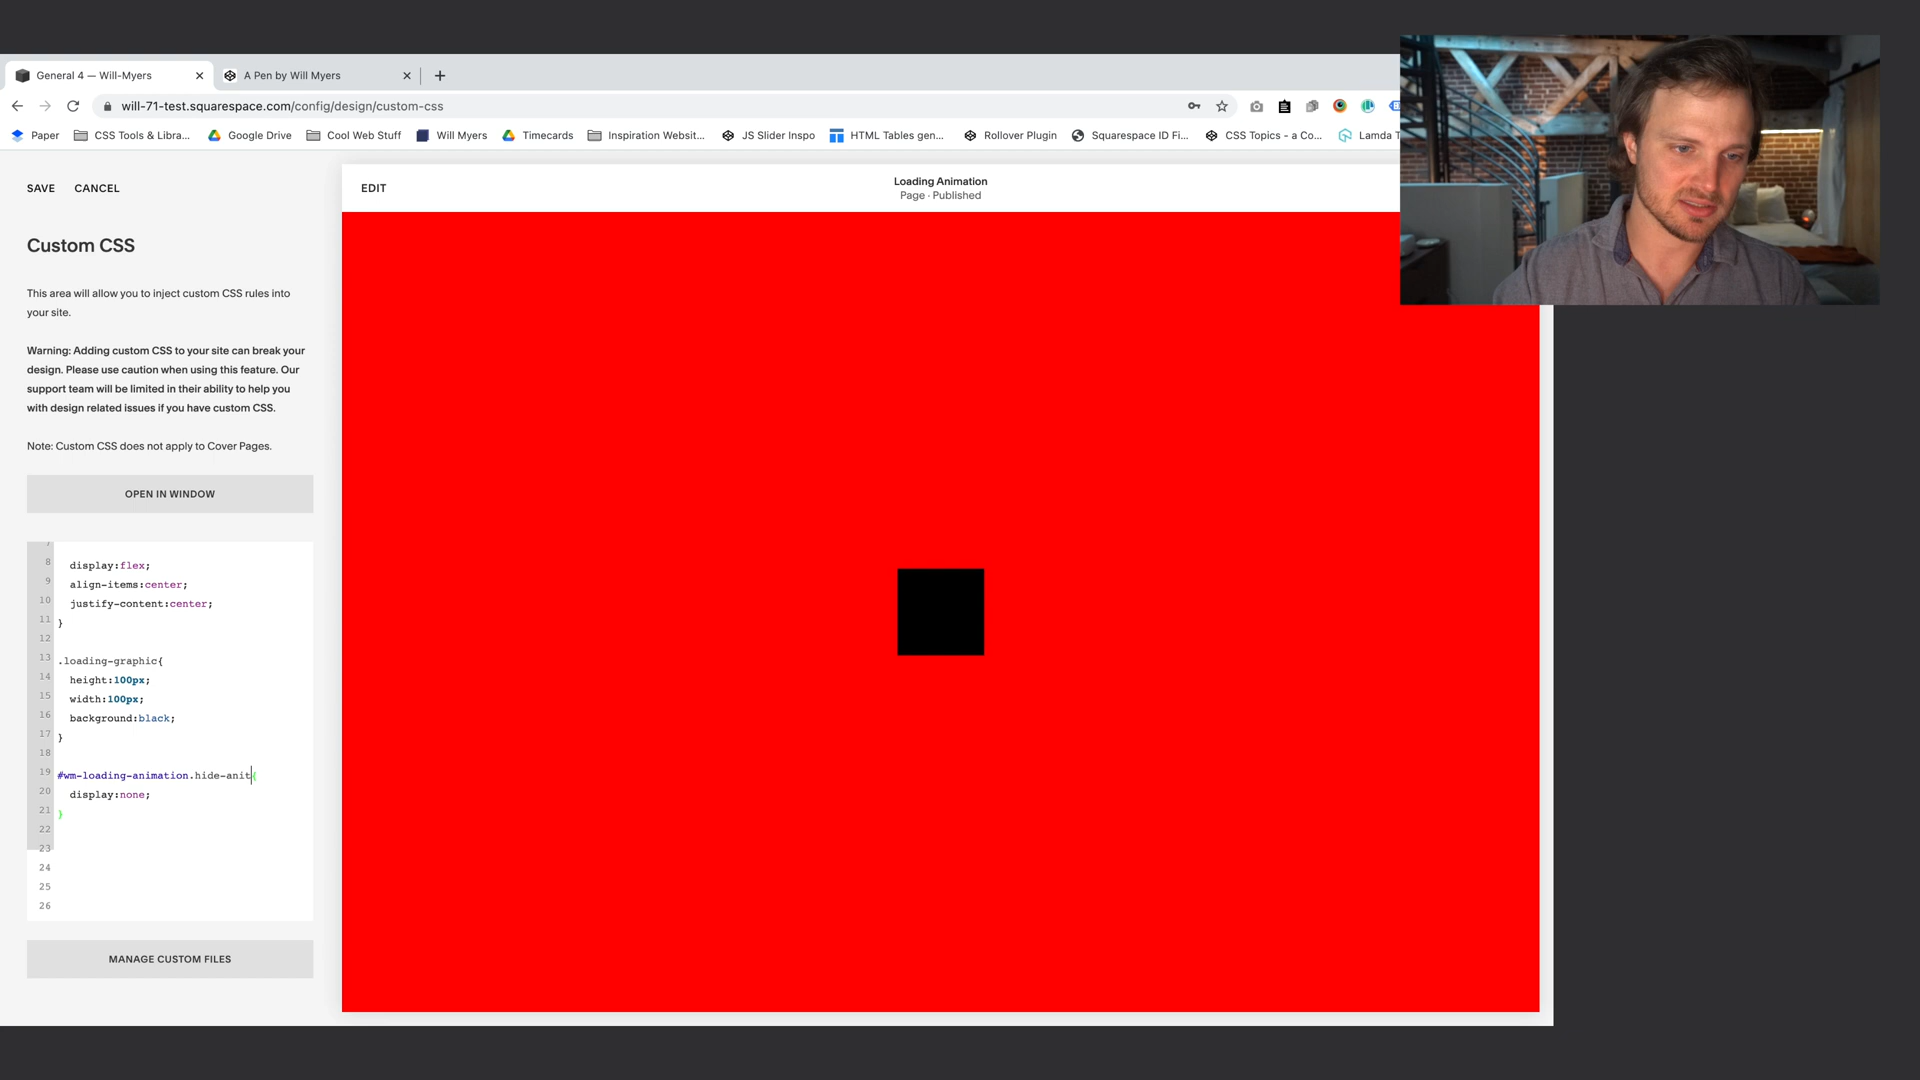 General 4 — Will-Myers
A Pen by Will Myers
will-71-test.squarespace.com/config/design/custom-css
Paper
CSS Tools & Libra...
Google Drive
Cool Web Stuff
Will Myers
Timecards
Inspiration Websit...
JS Slider Inspo
HTML Tables gen...
Rollover Plugin
Squarespace ID Fi...
CSS Topics - a Co...
Lamda T
SAVE
CANCEL
EDIT
Loading Animation
Page · Published
Custom CSS
This area will allow you to inject custom CSS rules into
your site.
Warning: Adding custom CSS to your site can break your
design. Please use caution when using this feature. Our
support team will be limited in their ability to help you
with design related issues if you have custom CSS.
Note: Custom CSS does not apply to Cover Pages.
OPEN IN WINDOW
8 display:flex;
9 align-items:center;
10 justify-content:center;
11 }
12
13 .loading-graphic{
14 height:100px;
15 width:100px;
16 background:black;
17 }
18
19 #wm-loading-animation.hide-anit{
20 display:none;
21 }
22
23
24
25
26
MANAGE CUSTOM FILES